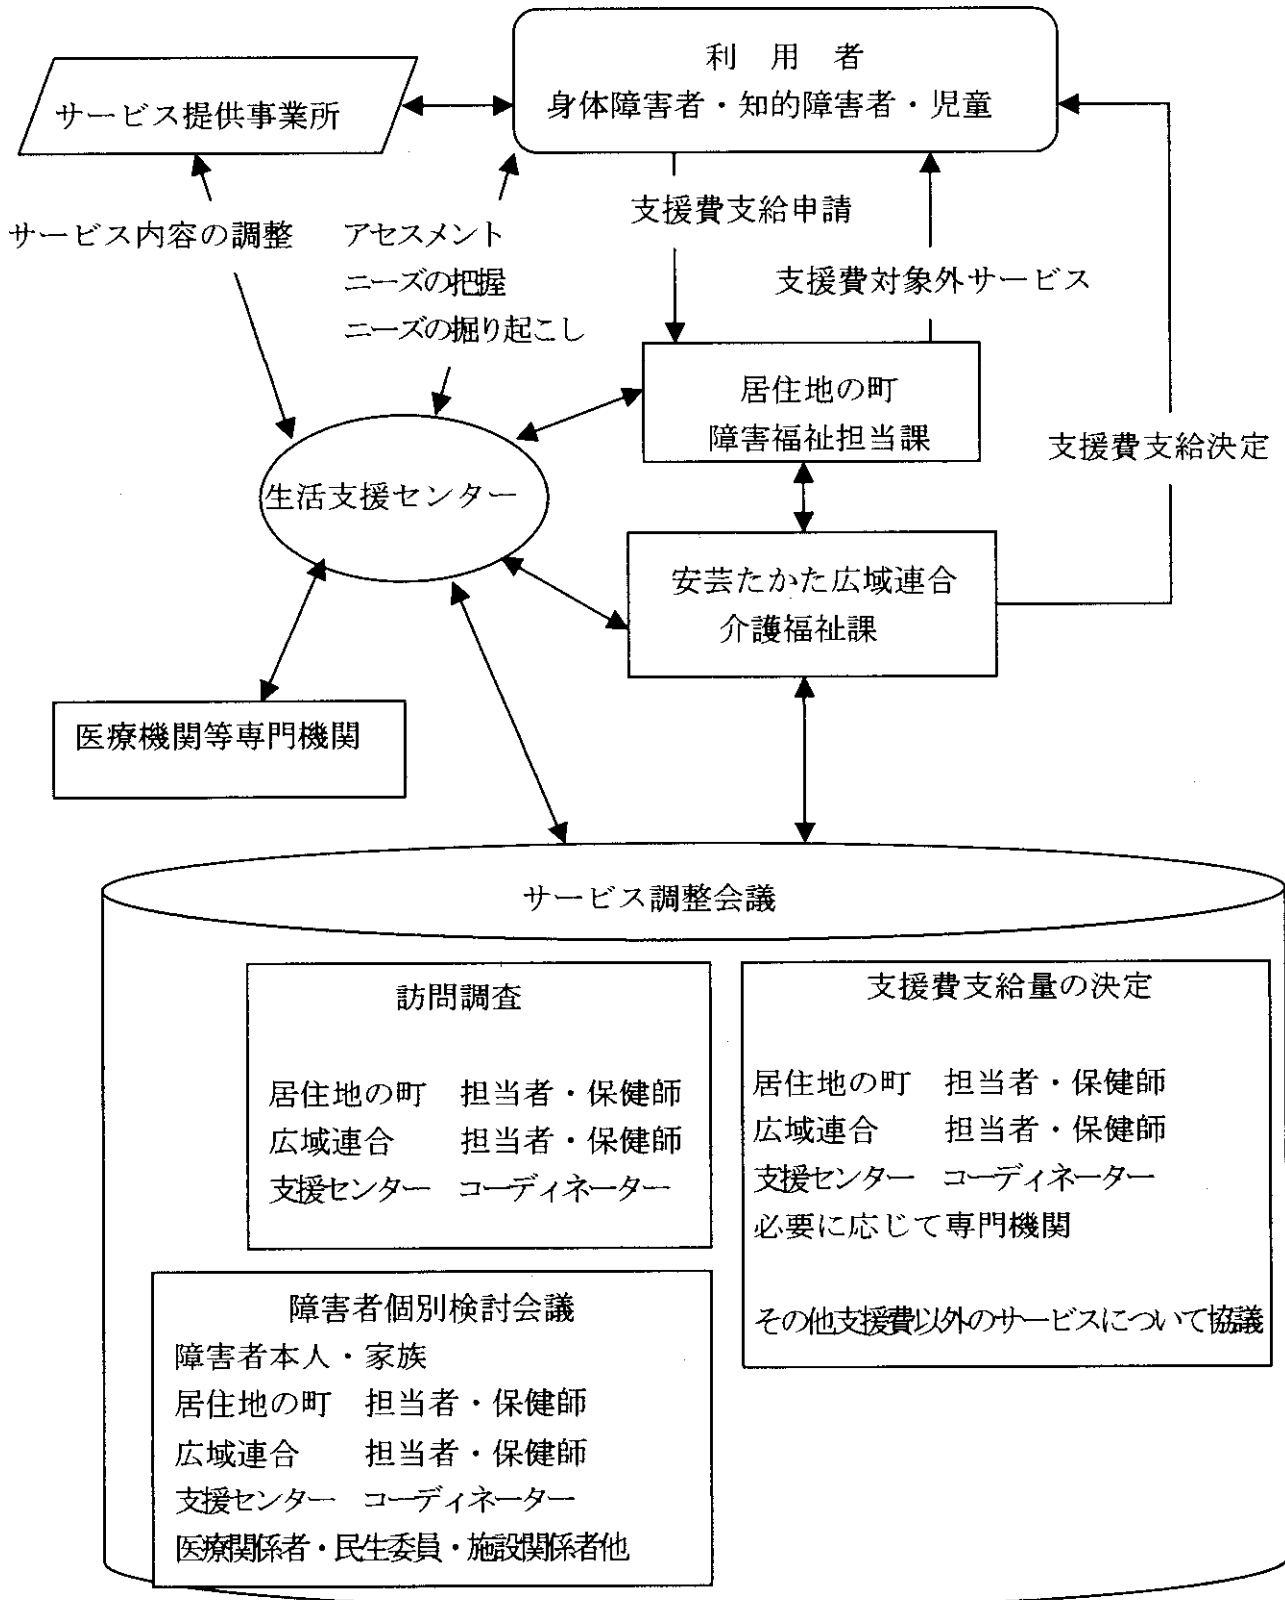 利　用　者
身体障害者・知的障害者・児童
サービス提供事業所
支援費支給申請
サービス内容の調整
アセスメント
ニーズの把握
ニーズの掘り起こし
支援費対象外サービス
居住地の町
障害福祉担当課
支援費支給決定
生活支援センター
安芸たかた広域連合
介護福祉課
医療機関等専門機関
サービス調整会議
訪問調査
居住地の町　担当者・保健師
広域連合　　担当者・保健師
支援センター　コーディネーター
支援費支給量の決定
居住地の町　担当者・保健師
広域連合　　担当者・保健師
支援センター　コーディネーター
必要に応じて専門機関
その他支援費以外のサービスについて協議
障害者個別検討会議
障害者本人・家族
居住地の町　担当者・保健師
広域連合　　担当者・保健師
支援センター　コーディネーター
医療関係者・民生委員・施設関係者他